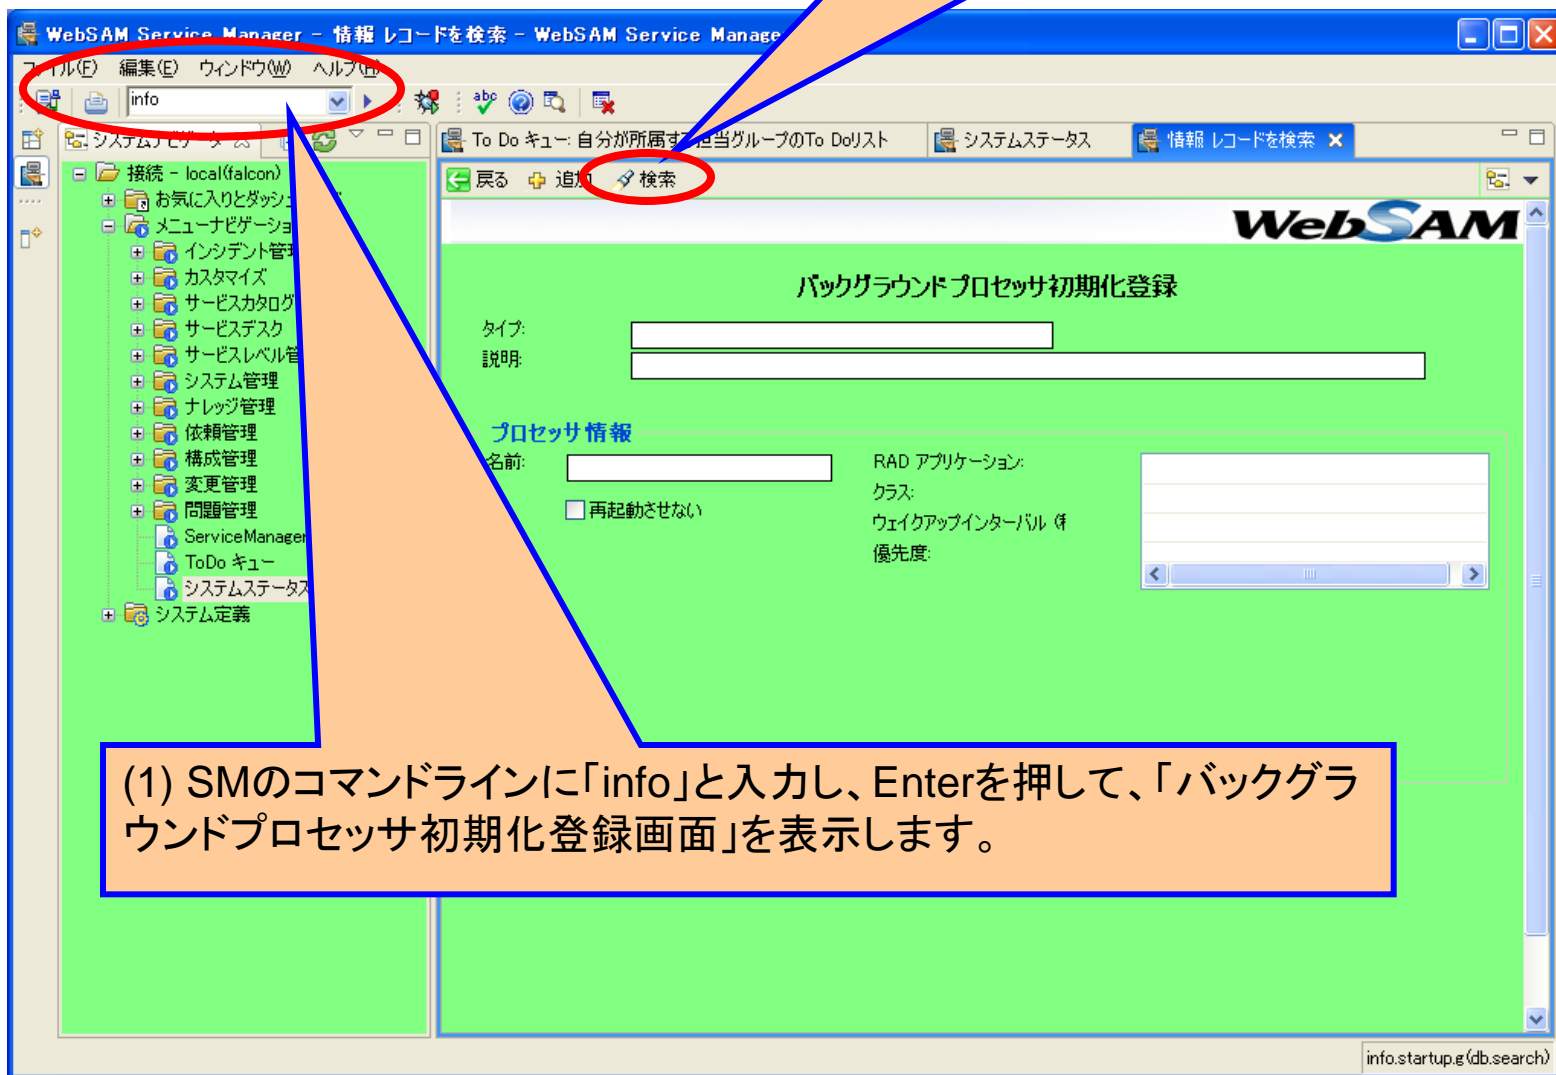 WebSAM Service Manager - 情報 レコードを検索 - WebSAM Service Manage
ファイル(F) 編集(E) ウィンドウ(W) ヘルプ(H)
info
システムナビゲータ
To Do キュー: 自分が所属する担当グループのTo Doリスト
システムステータス
情報 レコードを検索
戻る 追加 検索
接続 - local(falcon)
お気に入りとダッシュ
メニューナビゲーショ
インシデント管理
カスタマイズ
サービスカタログ
サービスデスク
サービスレベル管
システム管理
ナレッジ管理
依頼管理
構成管理
変更管理
問題管理
ServiceManager
ToDo キュー
システムステータス
システム定義
WebSAM
バックグラウンド プロセッサ初期化登録
タイプ:
説明:
プロセッサ 情報
名前:
再起動させない
RAD アプリケーション:
クラス:
ウェイクアップインターバル (
優先度:
(1) SMのコマンドラインに「info」と入力し、Enterを押して、「バックグラ
ウンドプロセッサ初期化登録画面」を表示します。
info.startup.g(db.search)